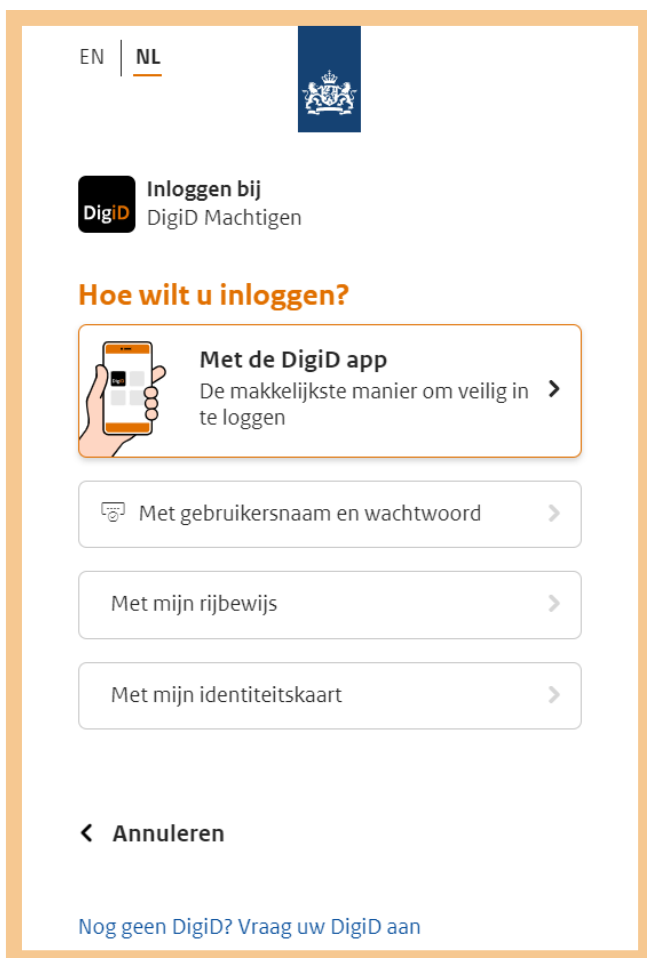 EN | NL
DigiD
Inloggen bij
DigiD Machtigen
Hoe wilt u inloggen?
DigiD
Met de DigiD app
De makkelijkste manier om veilig in
te loggen
Met gebruikersnaam en wachtwoord
Met mijn rijbewijs
Met mijn identiteitskaart
Annuleren
Nog geen DigiD? Vraag uw DigiD aan